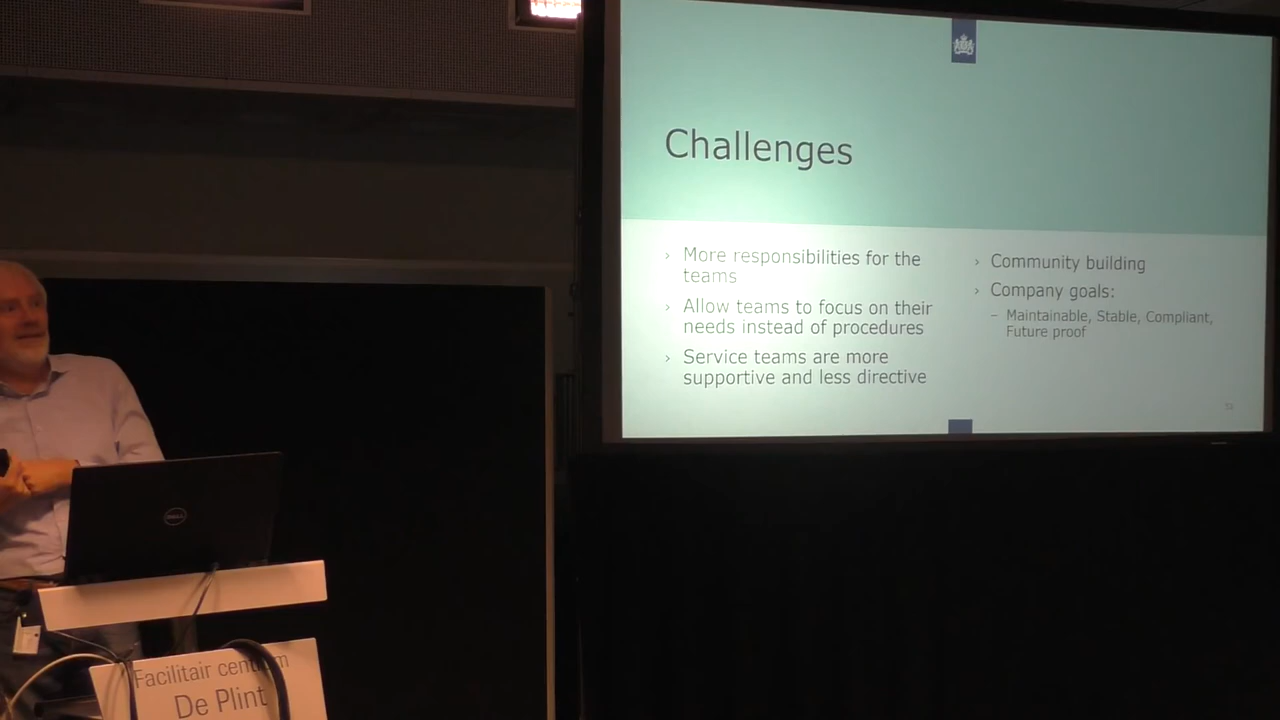 Challenges
› More responsibilities for the
teams
› Allow teams to focus on their
needs instead of procedures
› Service teams are more
supportive and less directive
› Community building
› Company goals:
– Maintainable, Stable, Compliant,
Future proof
DELL
Facilitair centrum
De Plint